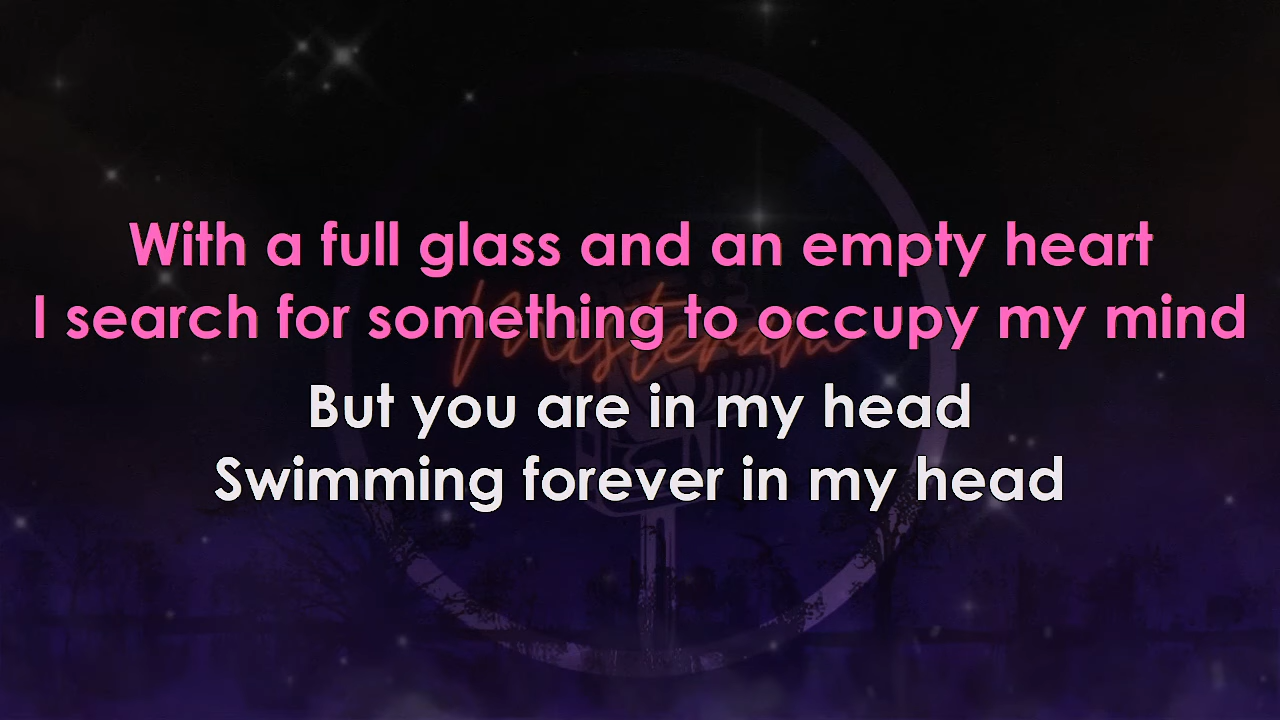 With a full glass and an empty heart
I search for something to occupy my mind
Misteram
But you are in my head
Swimming forever in my head